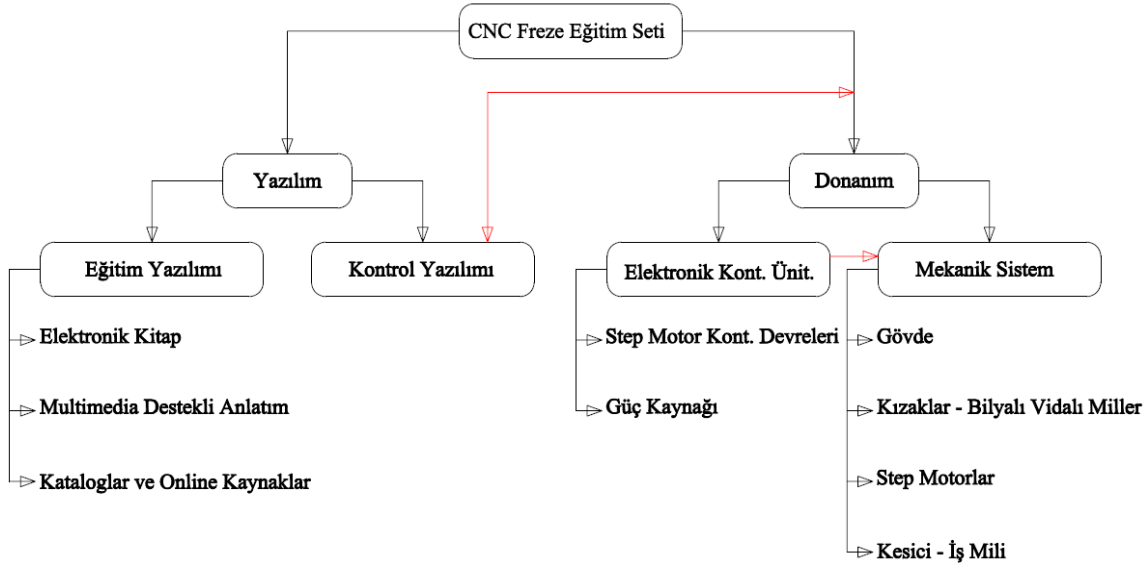 CNC Freze Eğitim Seti
Yazılım
Donanım
Eğitim Yazılımı
Kontrol Yazılımı
Elektronik Kont. Ünit.
Mekanik Sistem
Elektronik Kitap
Multimedia Destekli Anlatım
Kataloglar ve Online Kaynaklar
Step Motor Kont. Devreleri
Güç Kaynağı
Gövde
Kızaklar - Bilyalı Vidalı Miller
Step Motorlar
Kesici - İş Mili